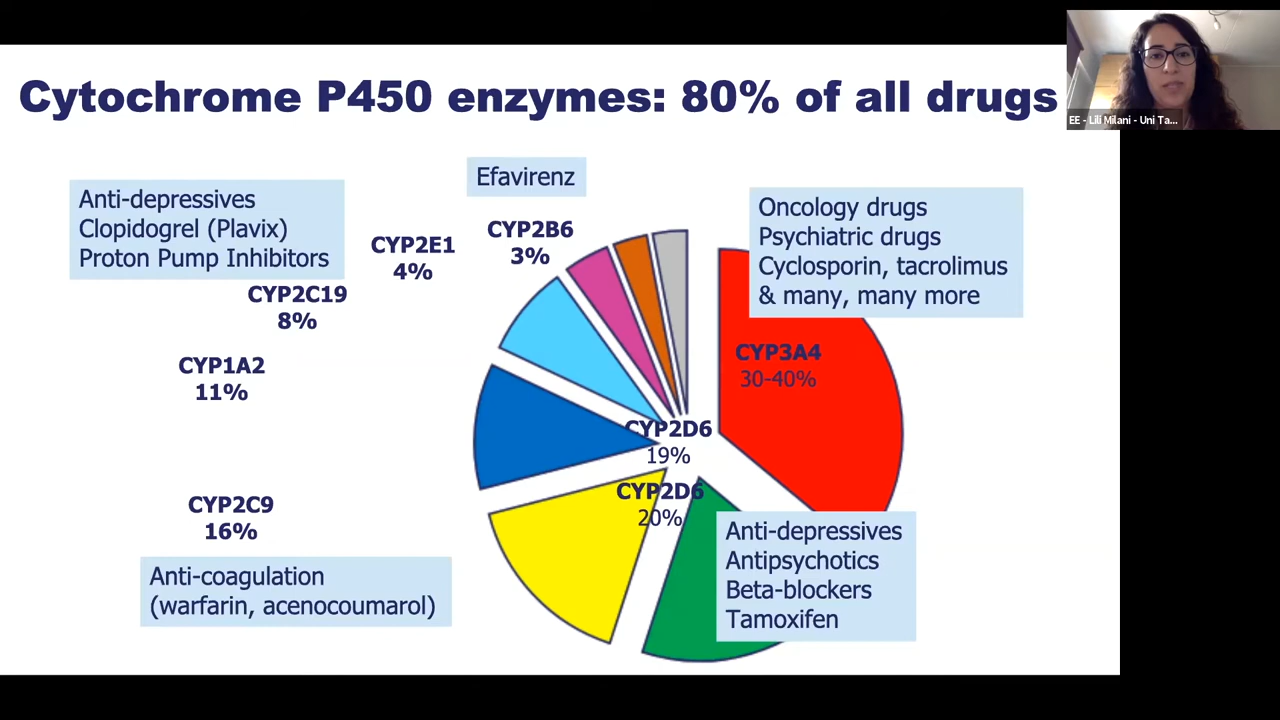 Cytochrome P450 enzymes: 80% of all drugs
EE - Lili Milani - Uni Ta...
Efavirenz
Anti-depressives
Clopidogrel (Plavix)
Proton Pump Inhibitors
Oncology drugs
Psychiatric drugs
Cyclosporin, tacrolimus
& many, many more
CYP2B6
3%
CYP2E1
4%
CYP2C19
8%
CYP1A2
11%
CYP3A4
30-40%
CYP2D6
19%
CYP2D6
20%
CYP2C9
16%
Anti-coagulation
(warfarin, acenocoumarol)
Anti-depressives
Antipsychotics
Beta-blockers
Tamoxifen